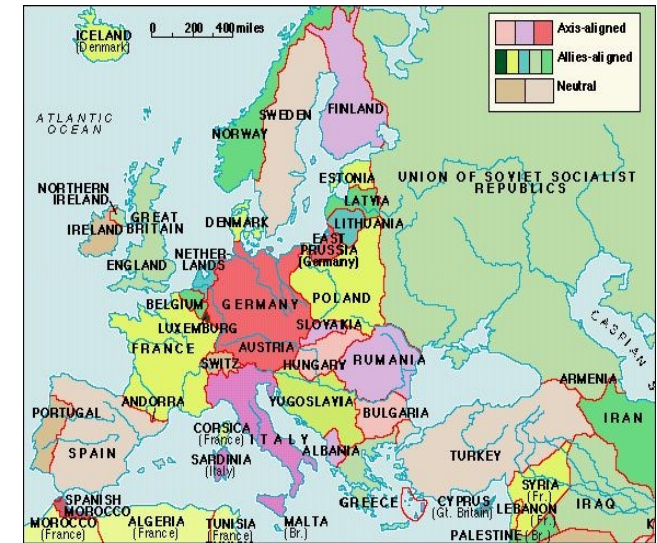 ICELAND
(Denmark)
0 200 400 miles
Axis-aligned
Allies-aligned
Neutral
ATLANTIC
OCEAN
SWEDEN
FINLAND
NORWAY
ESTONIA
UNION OF SOVIET SOCIALIST
REPUBLICS
NORTHERN
IRELAND
LATVIA
GREAT
BRITAIN
DENMARK
LITHUANIA
IRELAND
EAST
PRUSSIA
(Germany)
NETHER-
LANDS
ENGLAND
POLAND
BELGIUM
GERMANY
LUXEMBURG
SLOVAKIA
CASPIAN S
FRANCE
AUSTRIA
SWITZ
HUNGARY
RUMANIA
ARMENIA
ANDORRA
YUGOSLAVIA
PORTUGAL
BULGARIA
IRAN
CORSICA
(France)
ITALY
SPAIN
ALBANIA
TURKEY
SARDINIA
(Italy)
SYRIA
(Fr.)
SPANISH
MOROCCO
GREECE
CYPRUS
(Gt. Britain)
LEBANON
(Fr.)
IRAQ
MOROCCO
(France)
ALGERIA
(France)
TUNISIA
(France)
MALTA
(Br.)
PALESTINE (Br.)
K